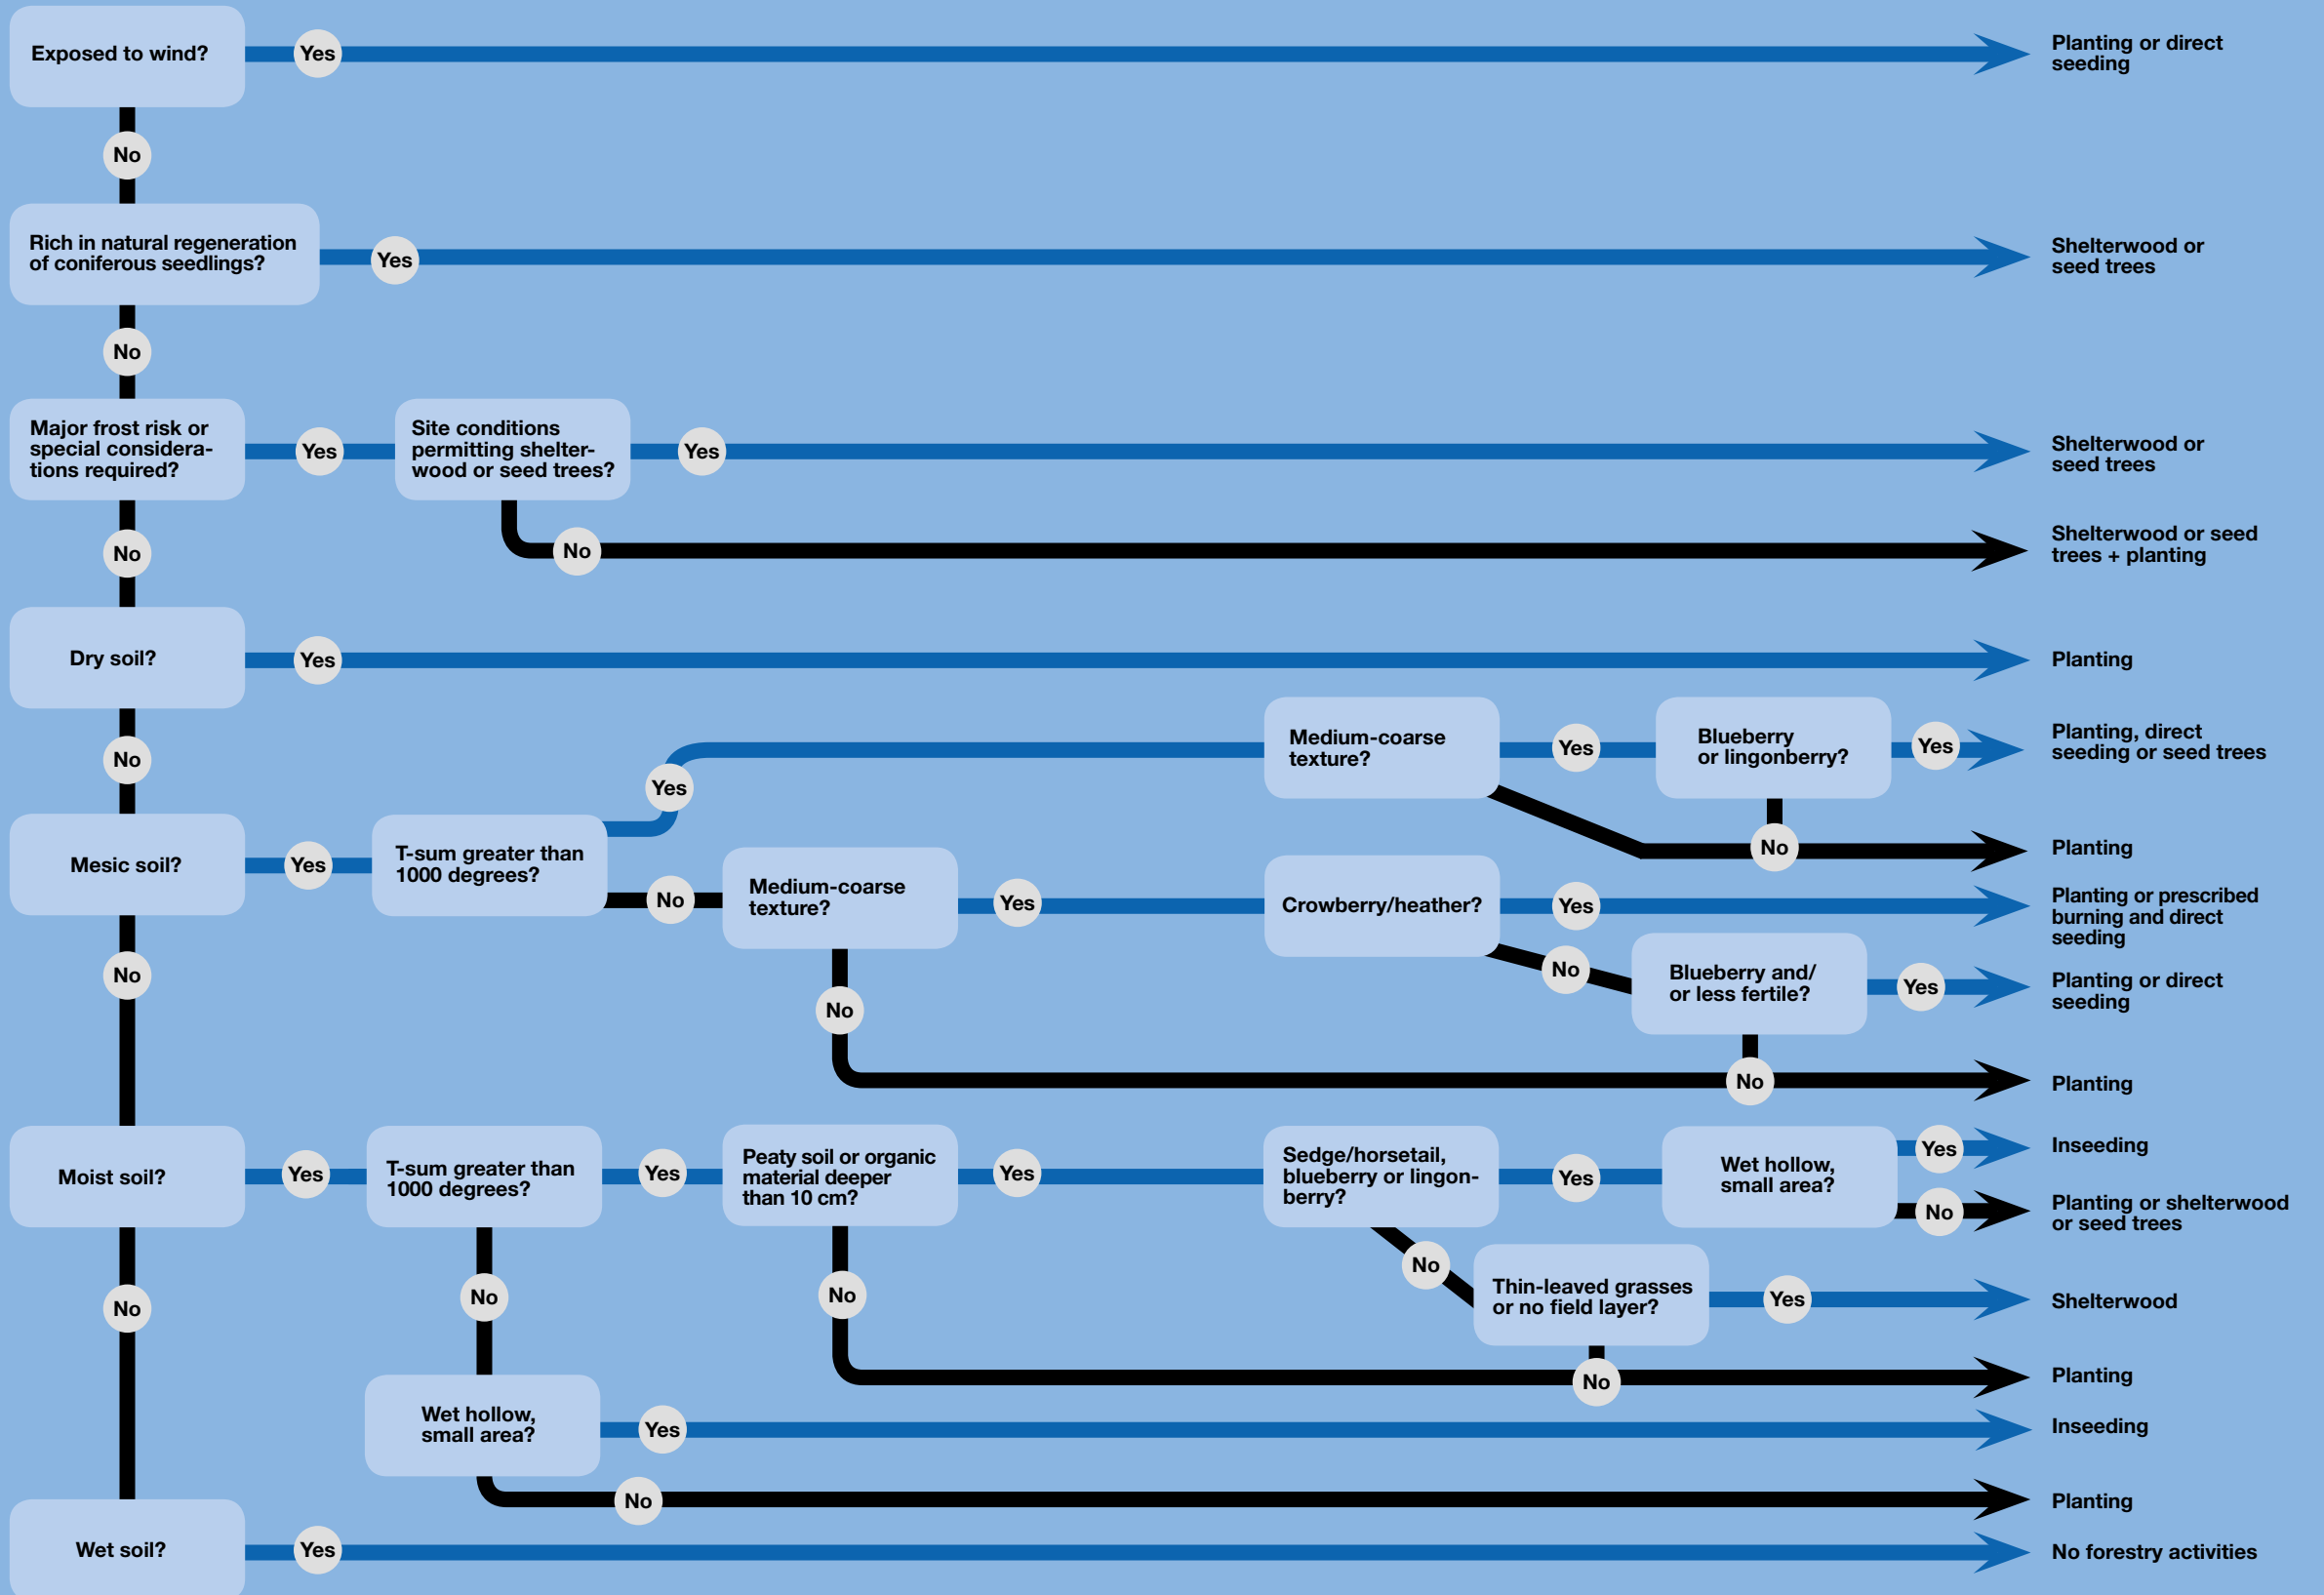 Exposed to wind?
Yes
Planting or direct
seeding
No
Rich in natural regeneration
of coniferous seedlings?
Yes
Shelterwood or
seed trees
No
Major frost risk or
special considera-
tions required?
Yes
Site conditions
permitting shelter-
wood or seed trees?
Yes
Shelterwood or
seed trees
No
No
Shelterwood or seed
trees + planting
Dry soil?
Yes
Planting
No
Mesic soil?
Yes
T-sum greater than
1000 degrees?
Yes
Medium-coarse
texture?
Yes
Blueberry
or lingonberry?
Yes
Planting, direct
seeding or seed trees
No
Planting
No
Medium-coarse
texture?
Yes
Crowberry/heather?
Yes
Planting or prescribed
burning and direct
seeding
No
Blueberry and/
or less fertile?
Yes
Planting or direct
seeding
No
No
Planting
No
Moist soil?
Yes
T-sum greater than
1000 degrees?
Yes
Peaty soil or organic
material deeper
than 10 cm?
Yes
Sedge/horsetail,
blueberry or lingon-
berry?
Yes
Wet hollow,
small area?
Yes
Inseeding
No
Planting or shelterwood
or seed trees
No
Thin-leaved grasses
or no field layer?
Yes
Shelterwood
No
No
Planting
No
Wet hollow,
small area?
Yes
Inseeding
No
Planting
No
Wet soil?
Yes
No forestry activities